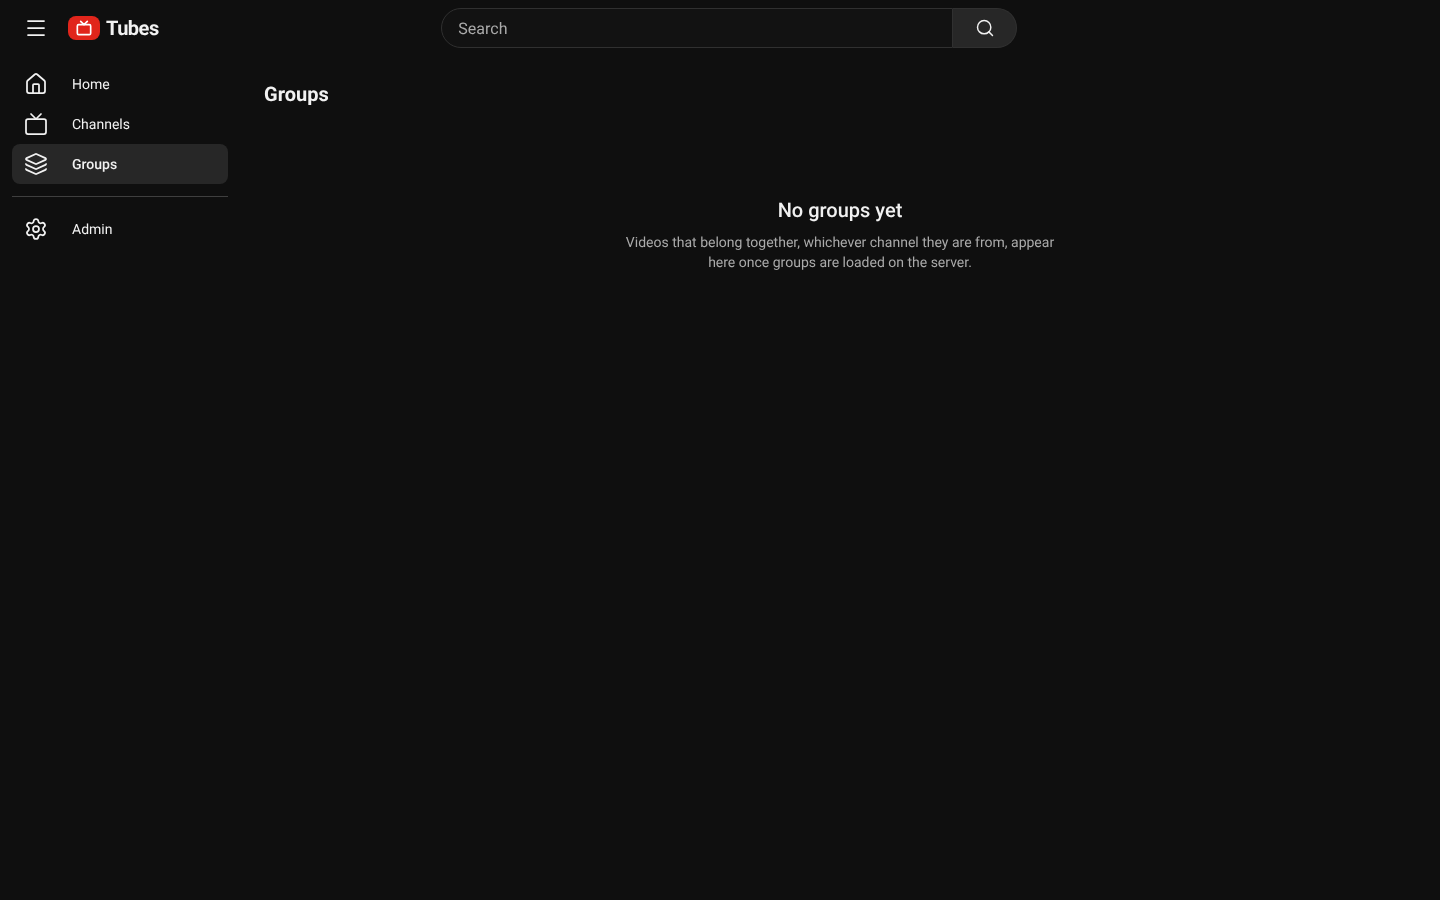 Tubes
Search
Home
Channels
Groups
Admin
Groups
No groups yet
Videos that belong together, whichever channel they are from, appear
here once groups are loaded on the server.